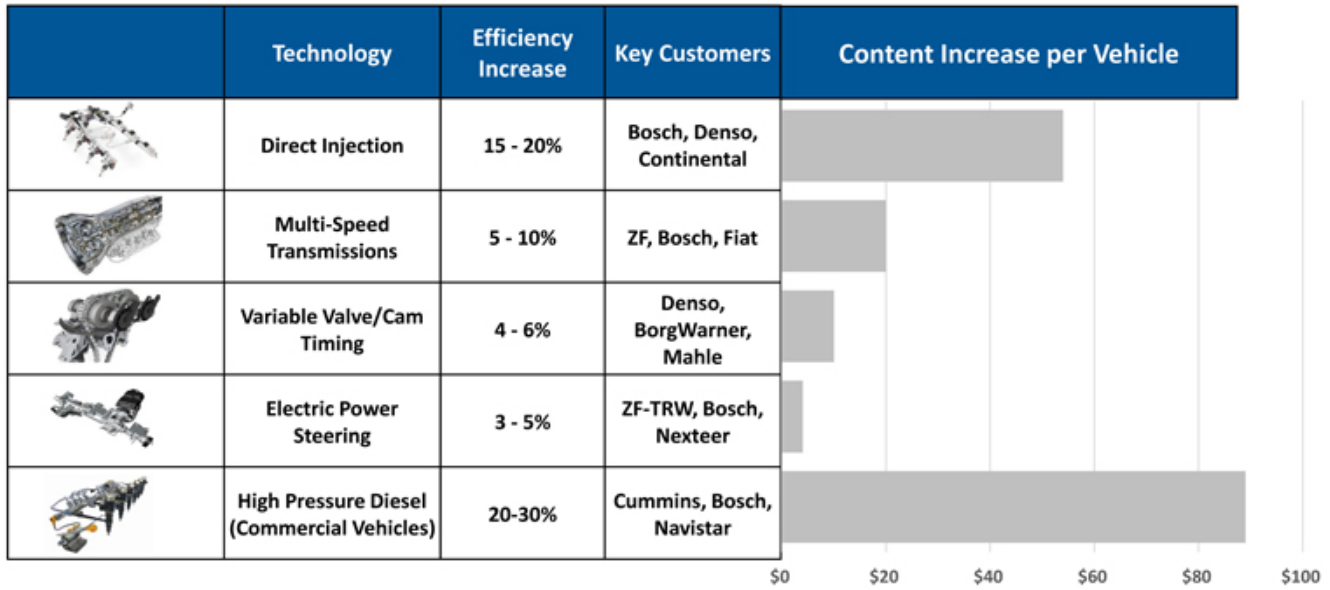 Technology
Efficiency
Increase
Key Customers
Content Increase per Vehicle
Direct Injection
15 - 20%
Bosch, Denso,
Continental
Multi-Speed
Transmissions
5 - 10%
ZF, Bosch, Fiat
Variable Valve/Cam
Timing
4 - 6%
Denso,
BorgWarner,
Mahle
Electric Power
Steering
3 - 5%
ZF-TRW, Bosch,
Nexteer
High Pressure Diesel
(Commercial Vehicles)
20-30%
Cummins, Bosch,
Navistar
$0
$20
$40
$60
$80
$100